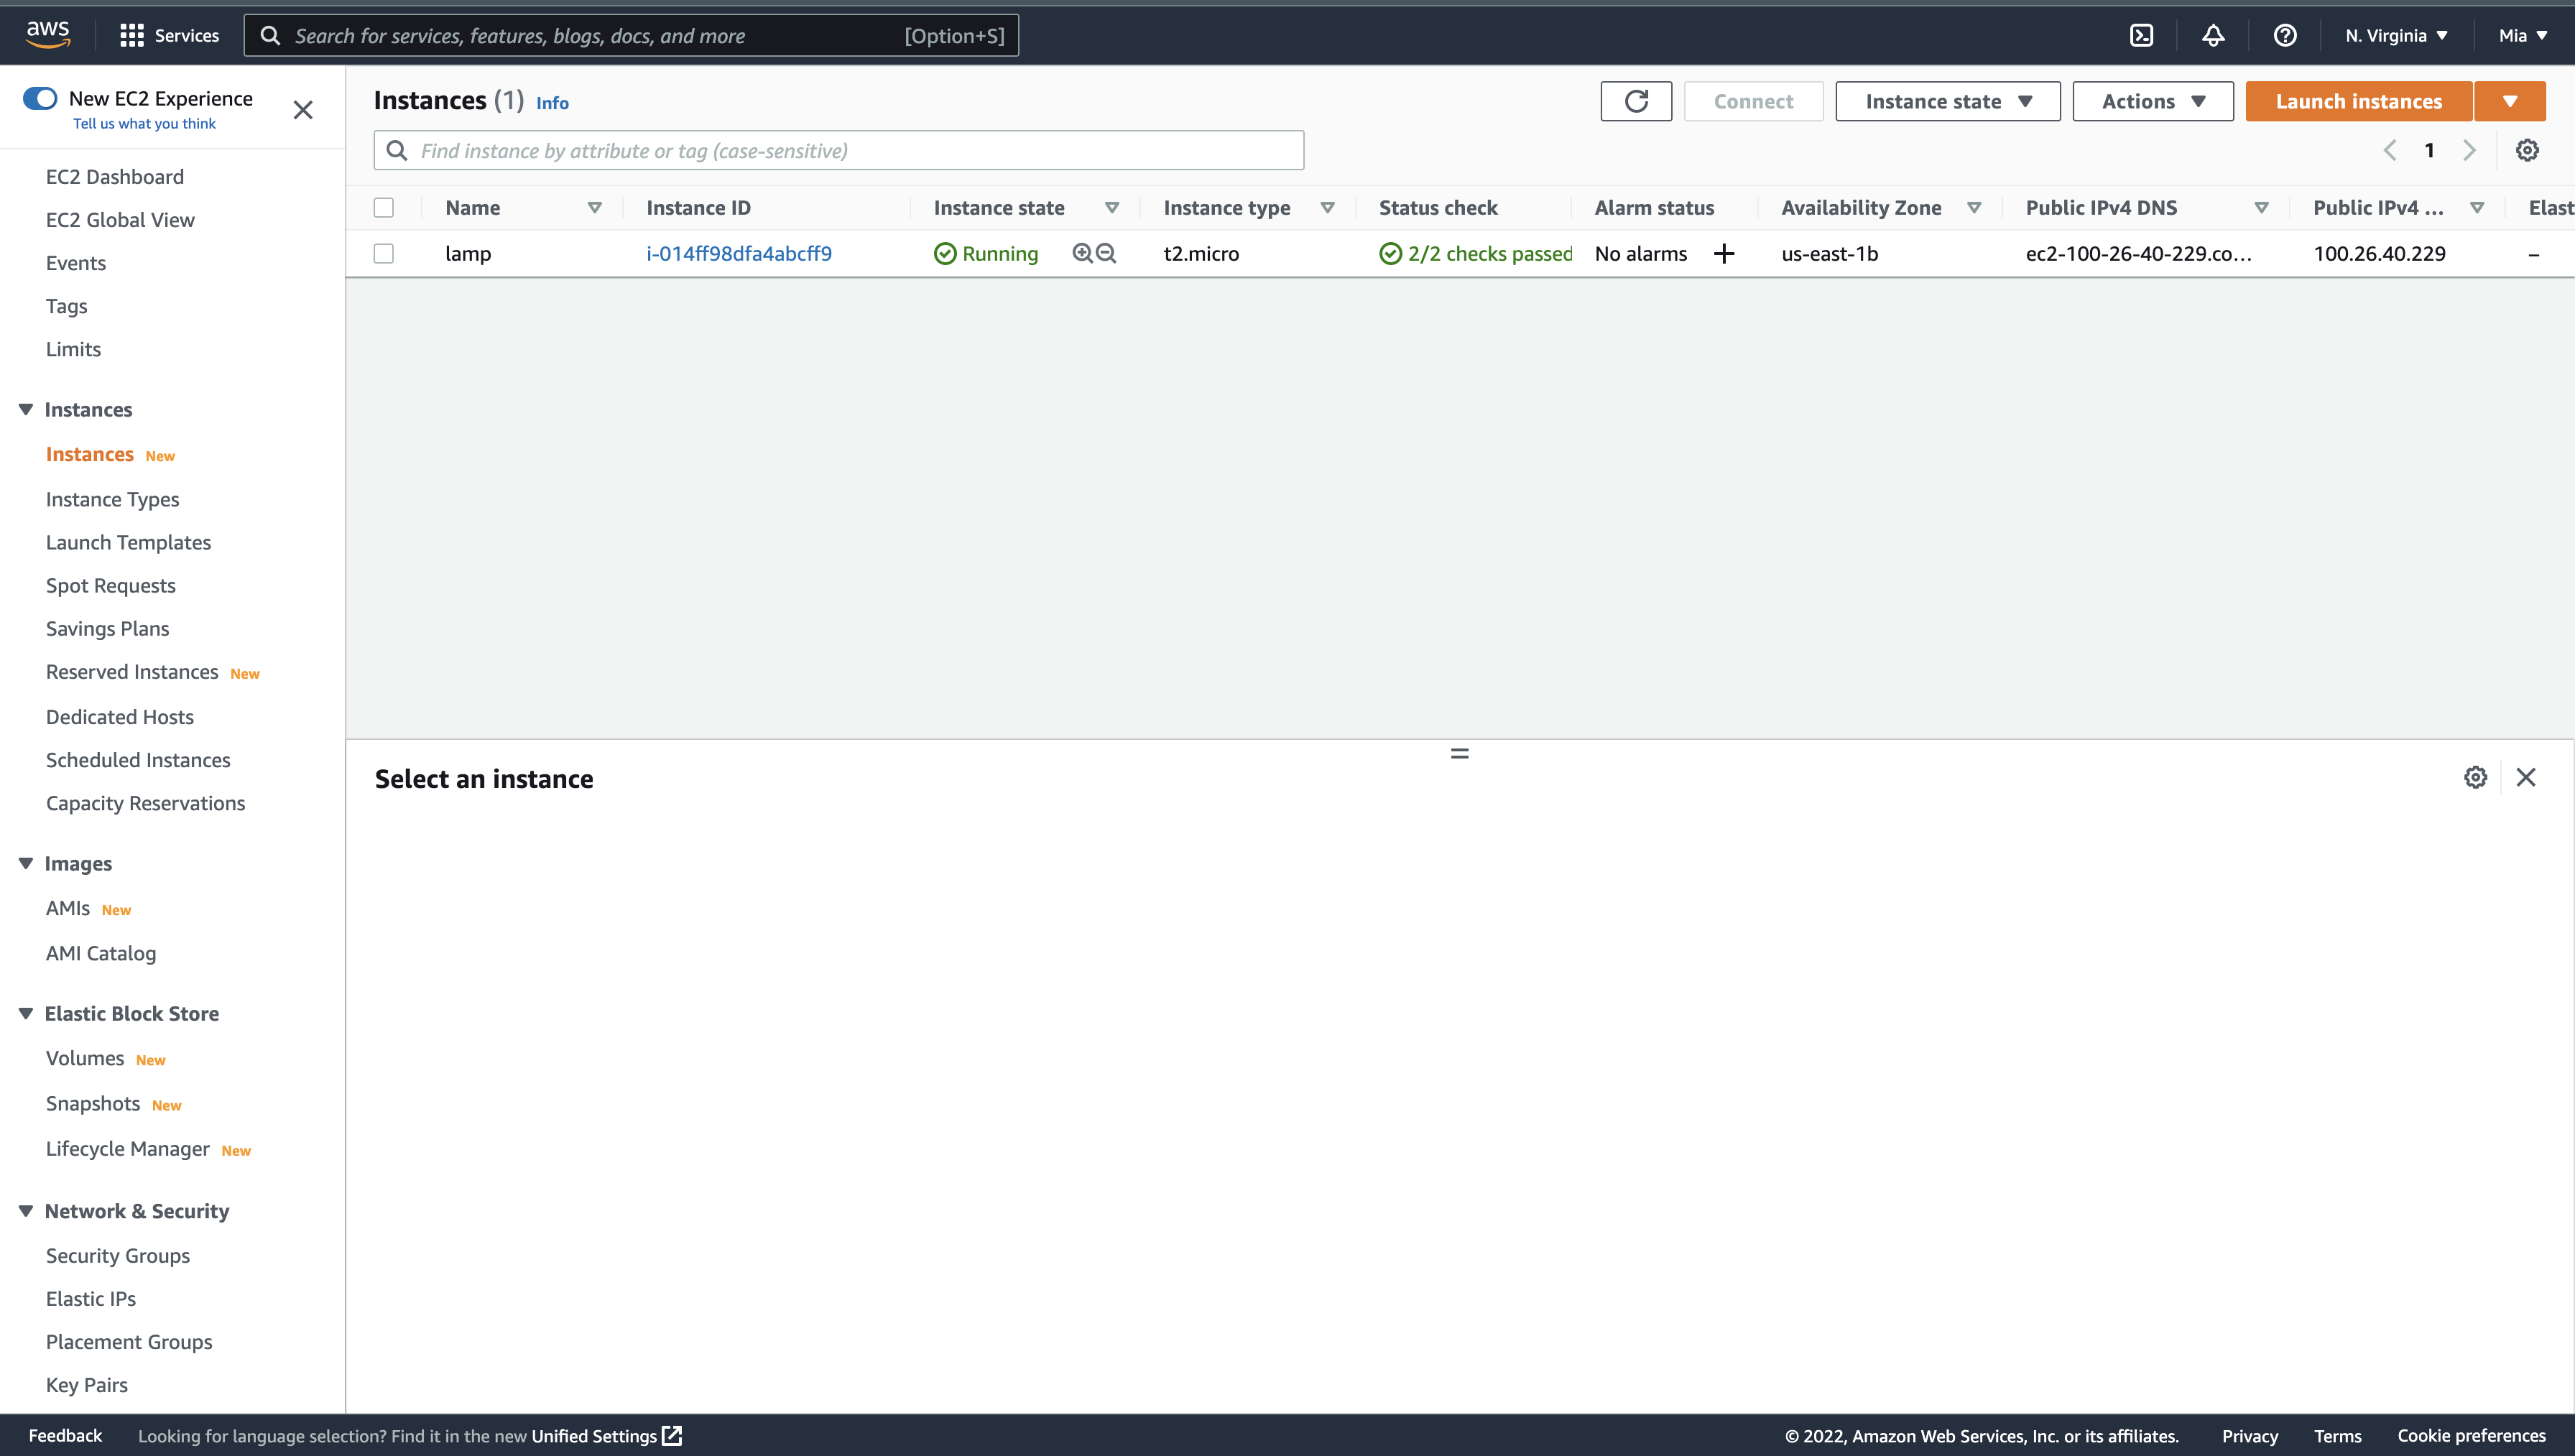 aws Services Search for services, features, blogs, docs, and more [Option+S] N. Virginia Mia
New EC2 Experience
Tell us what you think
EC2 Dashboard
EC2 Global View
Events
Tags
Limits
Instances
Instances New
Instance Types
Launch Templates
Spot Requests
Savings Plans
Reserved Instances New
Dedicated Hosts
Scheduled Instances
Capacity Reservations
Images
AMIs New
AMI Catalog
Elastic Block Store
Volumes New
Snapshots New
Lifecycle Manager New
Network & Security
Security Groups
Elastic IPs
Placement Groups
Key Pairs
Instances (1) Info Connect Instance state Actions Launch instances
Find instance by attribute or tag (case-sensitive) 1
Name Instance ID Instance state Instance type Status check Alarm status Availability Zone Public IPv4 DNS Public IPv4 ... Elast
lamp i-014ff98dfa4abcff9 Running t2.micro 2/2 checks passed No alarms + us-east-1b ec2-100-26-40-229.co... 100.26.40.229 –
Select an instance
Feedback Looking for language selection? Find it in the new Unified Settings © 2022, Amazon Web Services, Inc. or its affiliates. Privacy Terms Cookie preferences